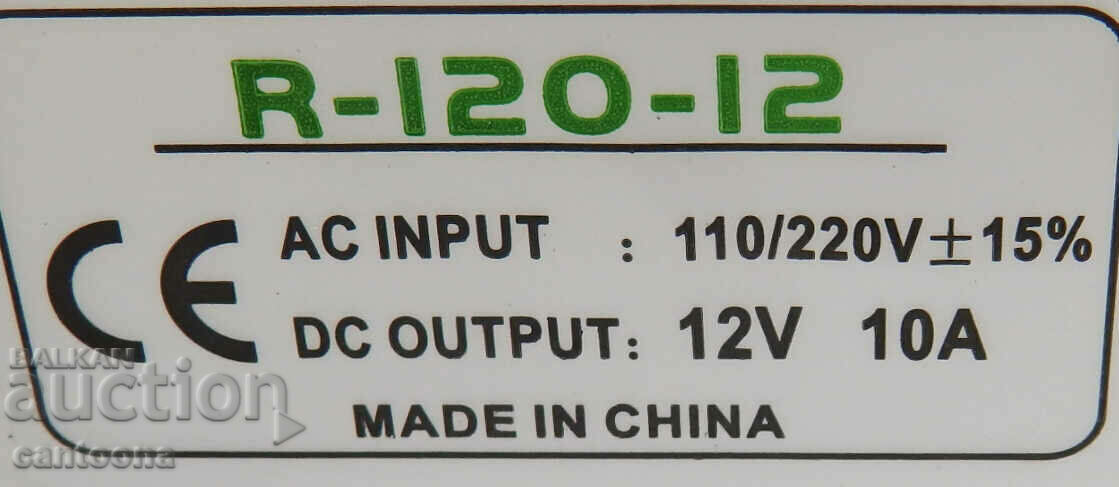 R-120-12
CE
AC INPUT : 110/220V±15%
DC OUTPUT: 12V 10A
MADE IN CHINA
BALKAN
auction
cantoona